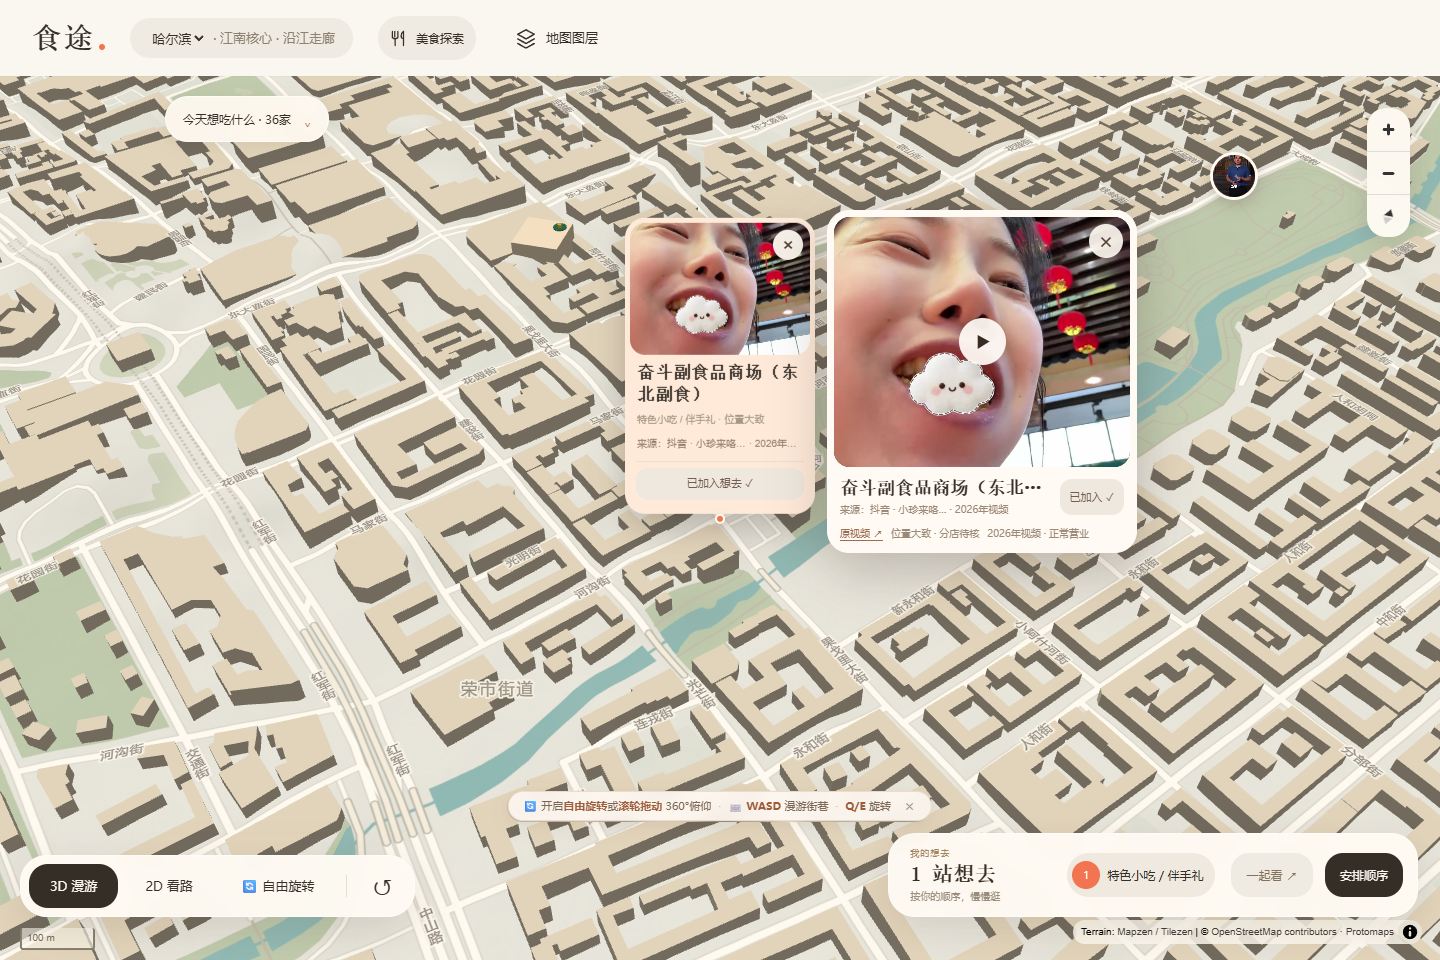 食途.
哈尔滨 · 江南核心 · 沿江走廊
美食探索
地图图层
今天想吃什么 · 36家
奋斗副食品商场（东
北副食）
特色小吃 / 伴手礼 · 位置大致
来源：抖音 · 小珍来咯... · 2026年...
已加入想去 ✓
奋斗副食品商场（东北···
已加入 ✓
来源：抖音 · 小珍来咯... · 2026年视频
原视频 ↗ 位置大致 · 分店待核 2026年视频 · 正常营业
东大直街
红军街
花园街
马家街
光明街
河沟街
荣市街道
连戎街
永和街
新永和街
果戈里大街
小阿什河街
人和街
中和街
分部街
交通街
中山路
开启自由旋转或滚轮拖动 360°俯仰 · WASD 漫游街巷 · Q/E 旋转
3D 漫游
2D 看路
自由旋转
我的想去
1 站想去
按你的顺序，慢慢逛
1 特色小吃 / 伴手礼
一起看 ↗
安排顺序
100 m
Terrain: Mapzen / Tilezen | © OpenStreetMap contributors · Protomaps